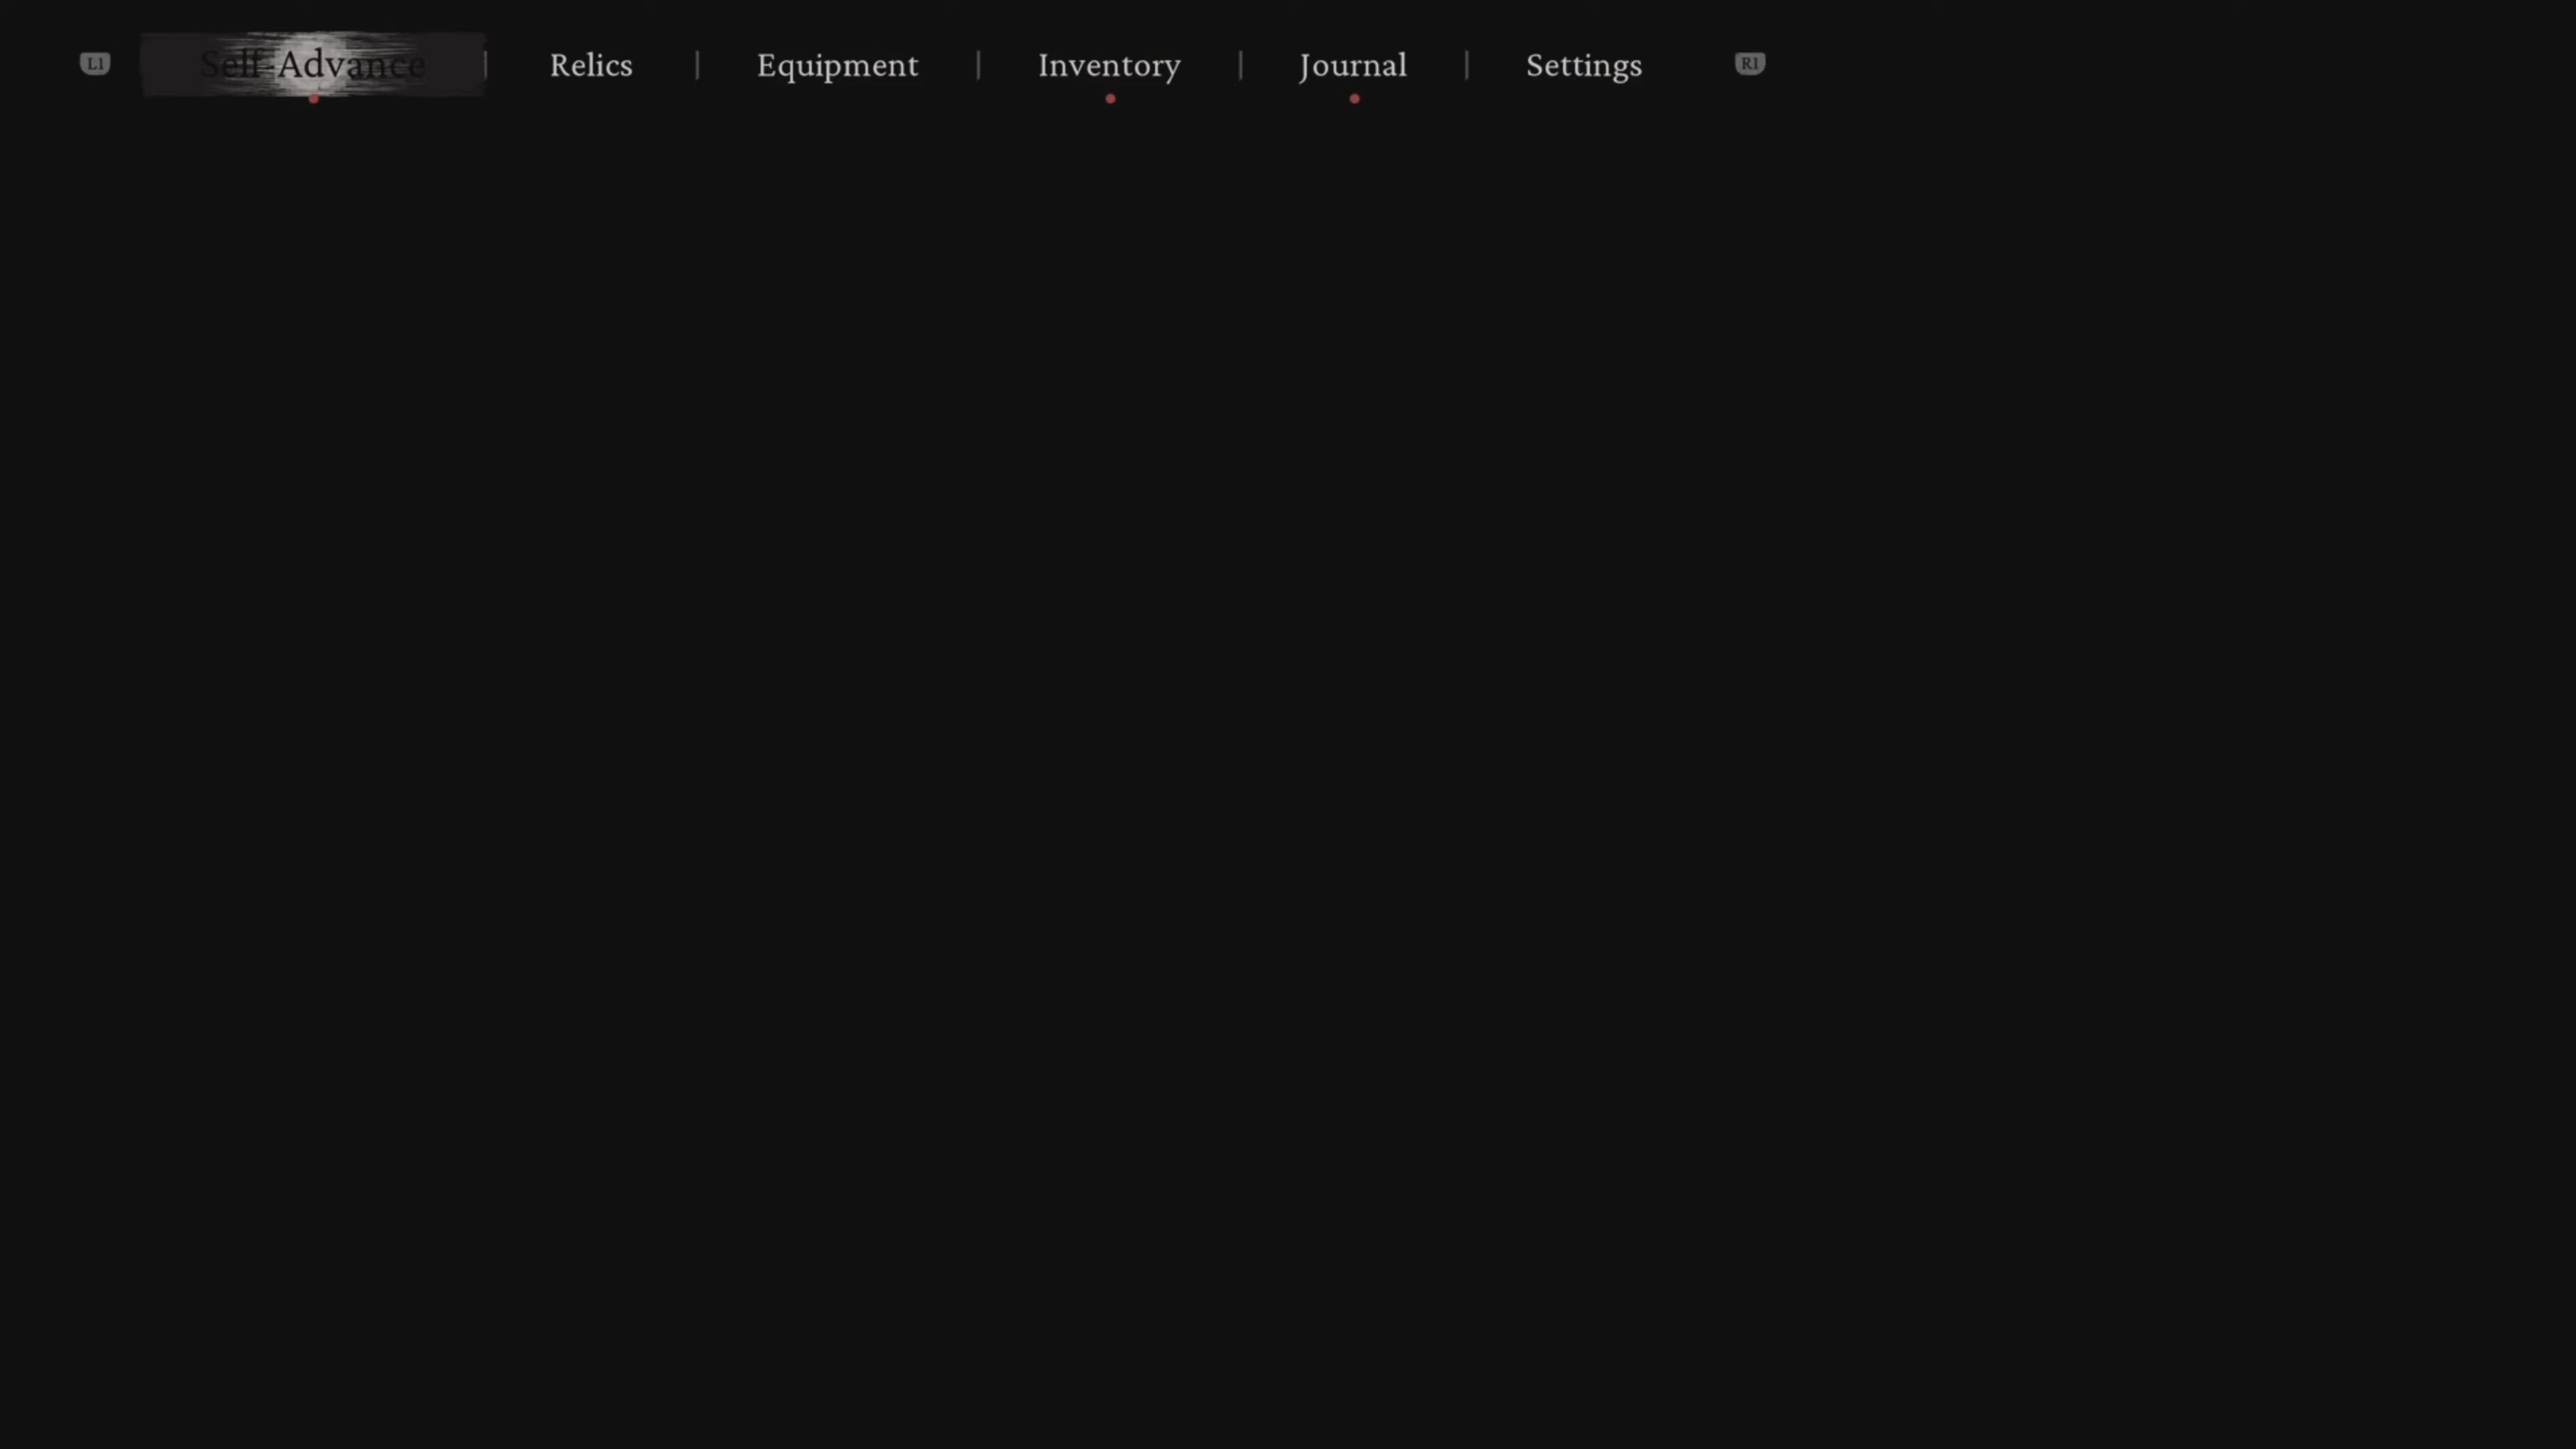 L1 Self-Advance | Relics | Equipment | Inventory | Journal | Settings R1